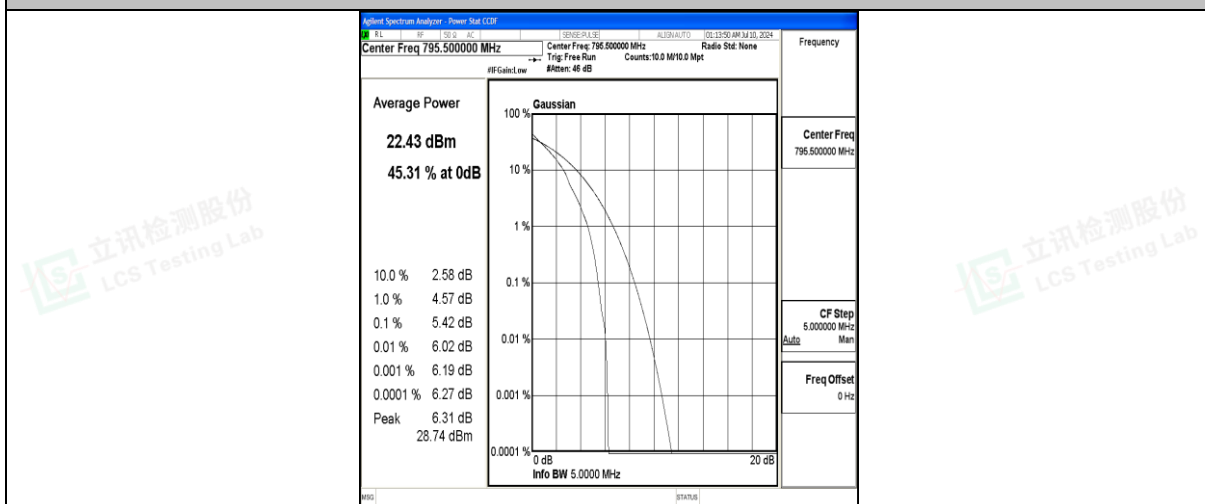 Agilent Spectrum Analyzer - Power Stat CCDF
RL RF 50 Ω AC SENSE:PULSE ALIGN AUTO 01:13:50 AM Jul 10, 2024
Center Freq 795.500000 MHz
Center Freq: 795.500000 MHz Radio Std: None
Trig: Free Run Counts:10.0 M/10.0 Mpt
#IFGain:Low #Atten: 46 dB
Frequency
Average Power
22.43 dBm
45.31 % at 0dB
10.0 % 2.58 dB
1.0 % 4.57 dB
0.1 % 5.42 dB
0.01 % 6.02 dB
0.001 % 6.19 dB
0.0001 % 6.27 dB
Peak 6.31 dB
28.74 dBm
Gaussian
100 %
10 %
1 %
0.1 %
0.01 %
0.001 %
0.0001 %
0 dB 20 dB
Info BW 5.0000 MHz
Center Freq
795.500000 MHz
CF Step
5.000000 MHz
Auto Man
Freq Offset
0 Hz
MSG STATUS
立讯检测股份
LCS Testing Lab
立讯检测股份
LCS Testing Lab